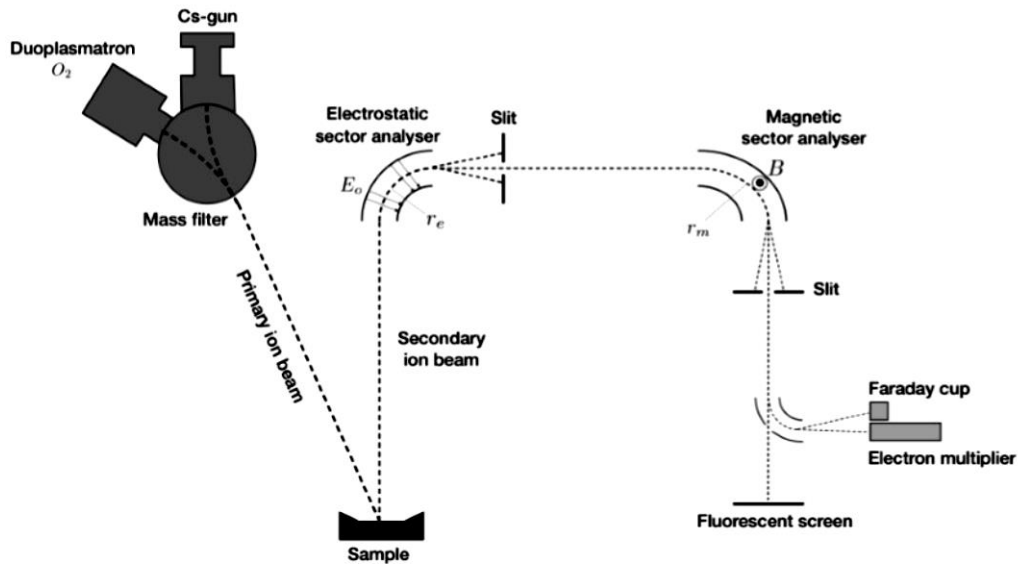 Cs-gun
Duoplasmatron
O₂
Mass filter
Primary ion beam
Electrostatic
sector analyser
Slit
E₀
rₑ
Secondary
ion beam
Sample
Magnetic
sector analyser
B
rₘ
Slit
Faraday cup
Electron multiplier
Fluorescent screen